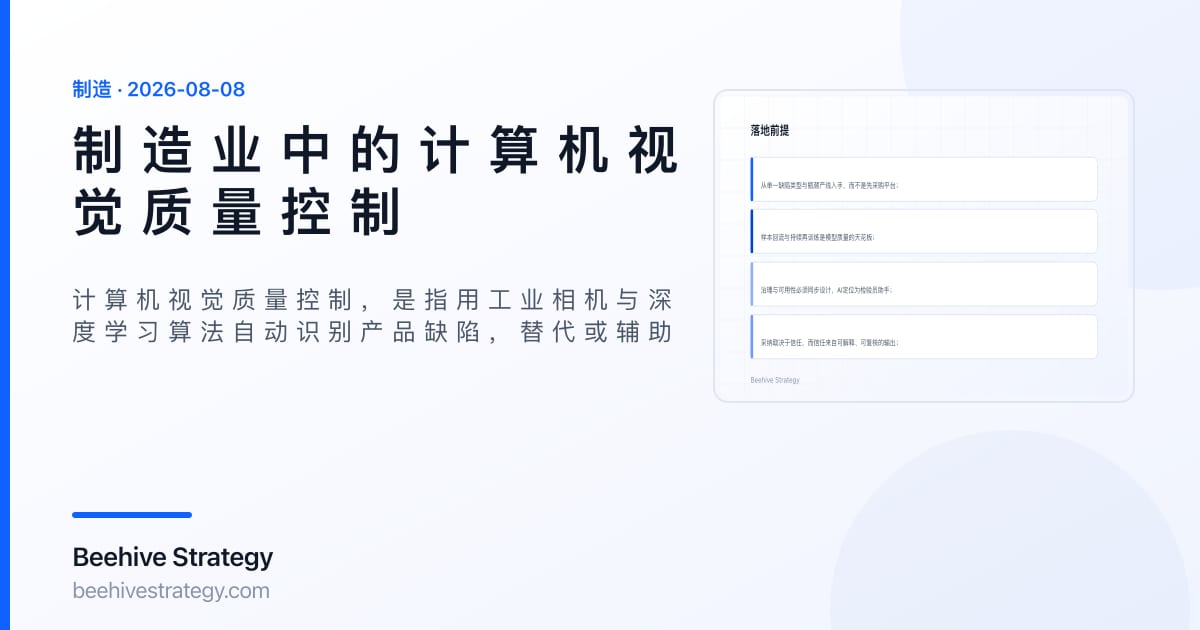 制造 · 2026-08-08
制造业中的计算机视
觉质量控制
计算机视觉质量控制，是指用工业相机与深
度学习算法自动识别产品缺陷，替代或辅助
落地前提
从单一缺陷类型与瓶颈产线入手，而不是先采购平台；
样本回流与持续再训练是模型质量的天花板；
治理与可用性必须同步设计，AI定位为检验员助手；
采纳取决于信任，而信任来自可解释、可复核的输出；
Beehive Strategy
Beehive Strategy
beehivestrategy.com